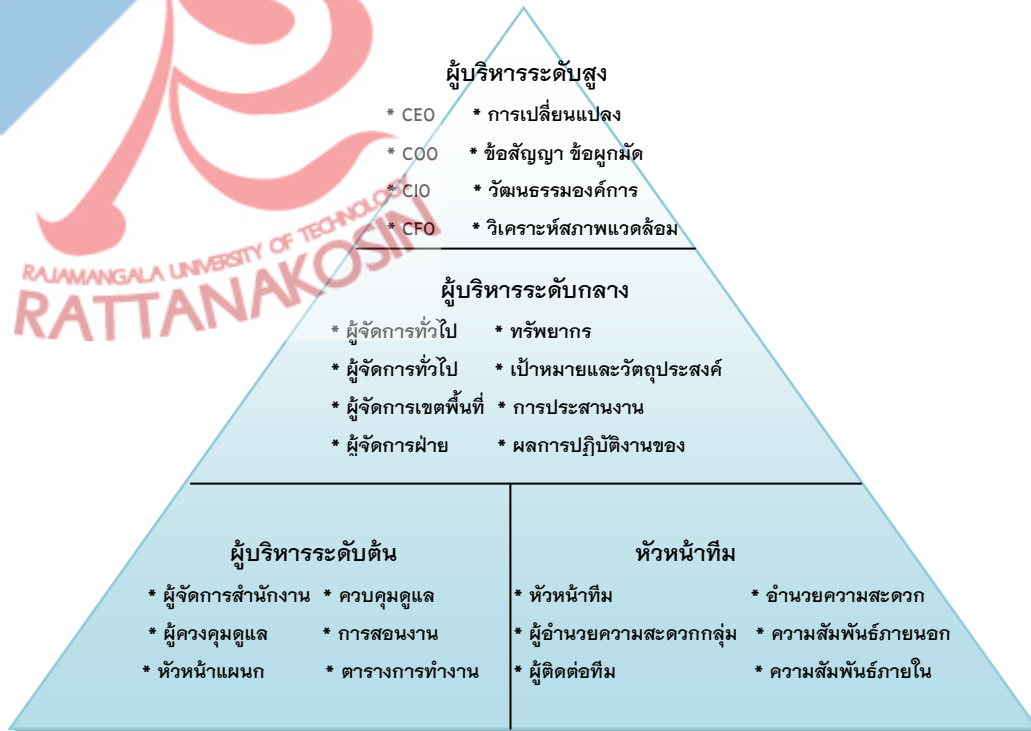 ผู้บริหารระดับสูง
* CEO * การเปลี่ยนแปลง
* COO * ข้อสัญญา ข้อผูกมัด
* CIO * วัฒนธรรมองค์การ
* CFO * วิเคราะห์สภาพแวดล้อม
RAJAMANGALA UNIVERSITY OF TECHNOLOGY
RATTANAKOSIN
ผู้บริหารระดับกลาง
* ผู้จัดการทั่วไป * ทรัพยากร
* ผู้จัดการทั่วไป * เป้าหมายและวัตถุประสงค์
* ผู้จัดการเขตพื้นที่ * การประสานงาน
* ผู้จัดการฝ่าย * ผลการปฏิบัติงานของ
ผู้บริหารระดับต้น
* ผู้จัดการสำนักงาน * ควบคุมดูแล
* ผู้ควงคุมดูแล * การสอนงาน
* หัวหน้าแผนก * ตารางการทำงาน
หัวหน้าทีม
* หัวหน้าทีม * อำนวยความสะดวก
* ผู้อำนวยความสะดวกกลุ่ม * ความสัมพันธ์ภายนอก
* ผู้ติดต่อทีม * ความสัมพันธ์ภายใน